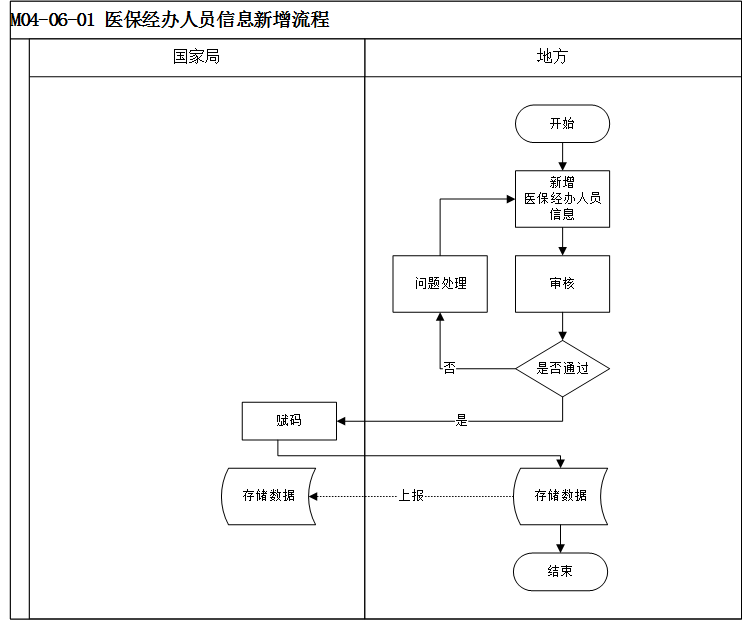 M04-06-01 医保经办人员信息新增流程
国家局
地方
开始
新增
医保经办人员
信息
问题处理
审核
否
是否通过
赋码
是
存储数据
上报
存储数据
结束